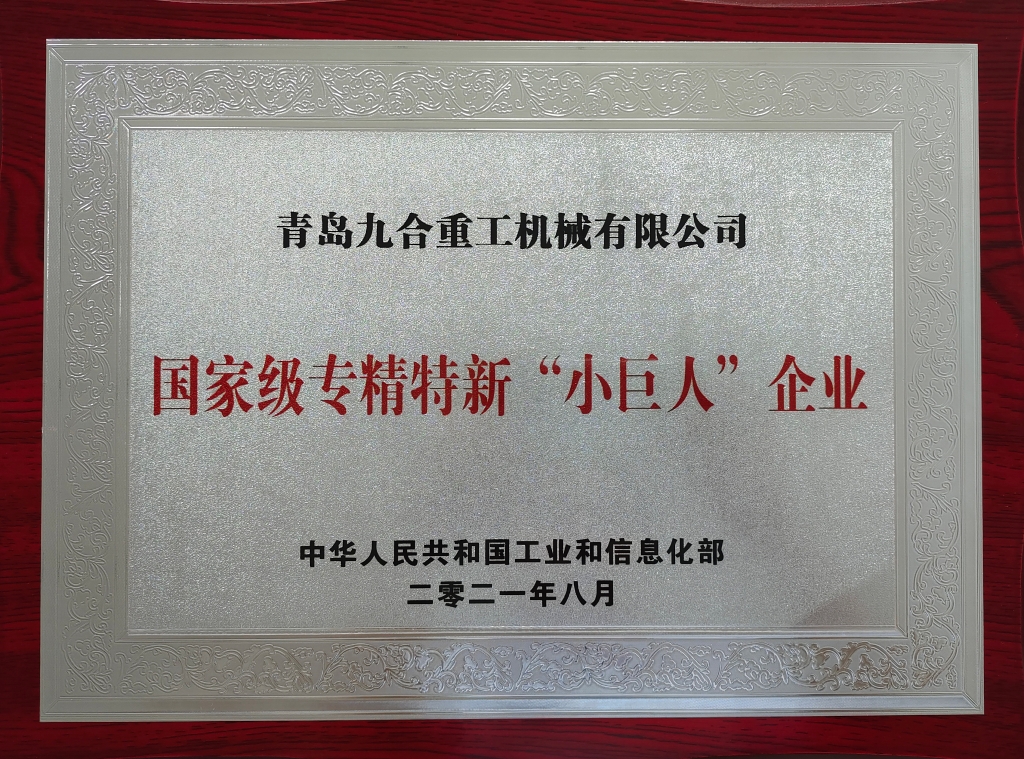 青岛九合重工机械有限公司
国家级专精特新“小巨人”企业
中华人民共和国工业和信息化部
二零二一年八月